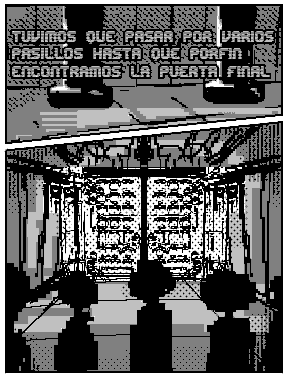 TUVIMOS QUE PASAR POR VARIOS
PASILLOS HASTA QUE PORFIN
ENCONTRAMOS LA PUERTA FINAL